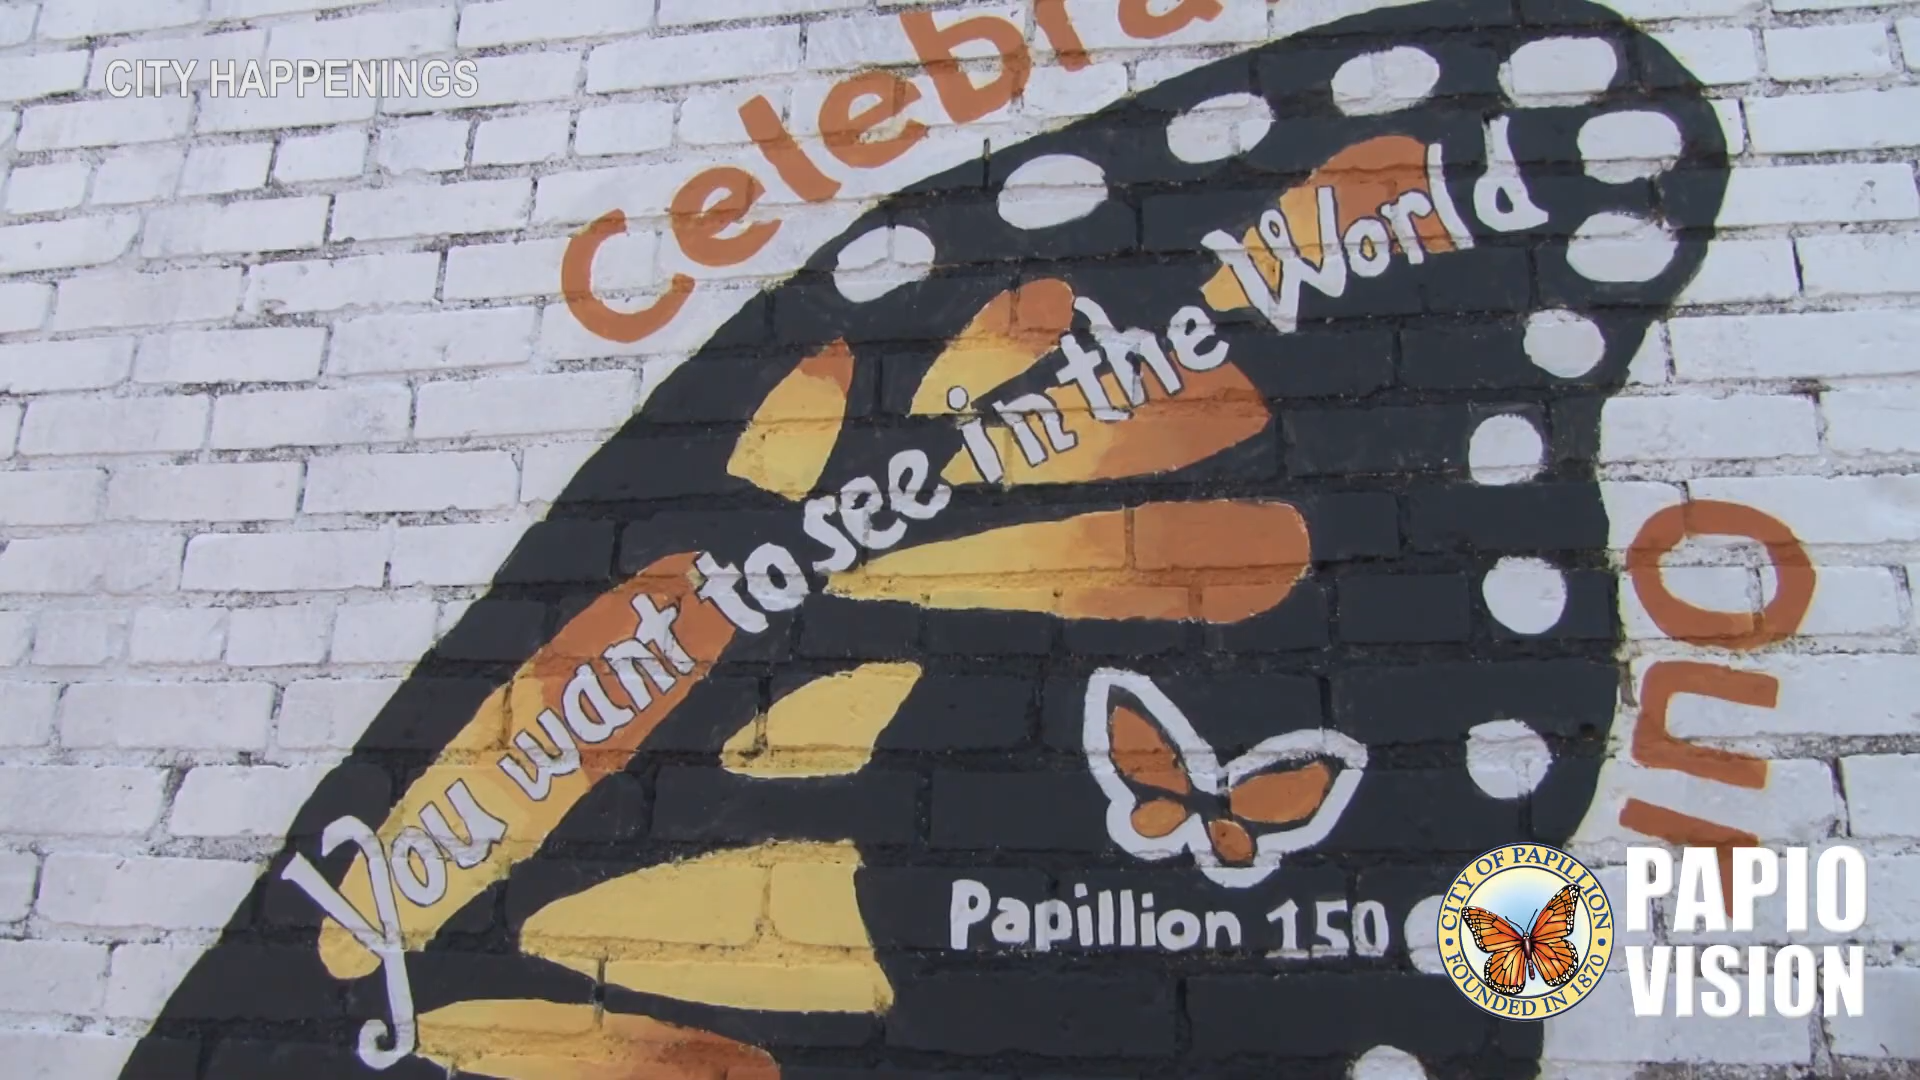 CITY HAPPENINGS
Celebra
You want to see in the World
Papillion 150
our
CITY OF PAPILLION
• FOUNDED IN 1870 •
PAPIO
VISION